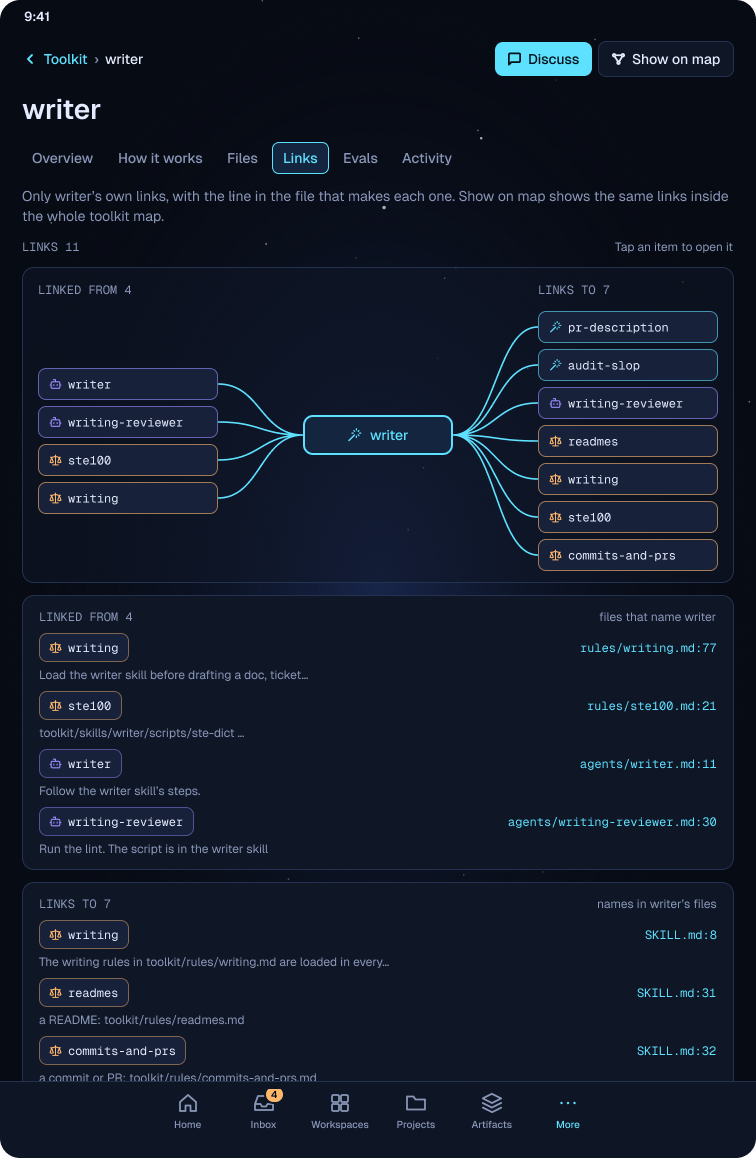 9:41
Toolkit › writer
Discuss
Show on map
writer
Overview How it works Files Links Evals Activity
Only writer's own links, with the line in the file that makes each one. Show on map shows the same links inside
the whole toolkit map.
LINKS 11
Tap an item to open it
LINKED FROM 4
LINKS TO 7
writer
writing-reviewer
ste100
writing
writer
pr-description
audit-slop
writing-reviewer
readmes
writing
ste100
commits-and-prs
LINKED FROM 4
files that name writer
writing
rules/writing.md:77
Load the writer skill before drafting a doc, ticket…
ste100
rules/ste100.md:21
toolkit/skills/writer/scripts/ste-dict …
writer
agents/writer.md:11
Follow the writer skill's steps.
writing-reviewer
agents/writing-reviewer.md:30
Run the lint. The script is in the writer skill
LINKS TO 7
names in writer's files
writing
SKILL.md:8
The writing rules in toolkit/rules/writing.md are loaded in every…
readmes
SKILL.md:31
a README: toolkit/rules/readmes.md
commits-and-prs
SKILL.md:32
a commit or PR: toolkit/rules/commits-and-prs.md
4
Home Inbox Workspaces Projects Artifacts More